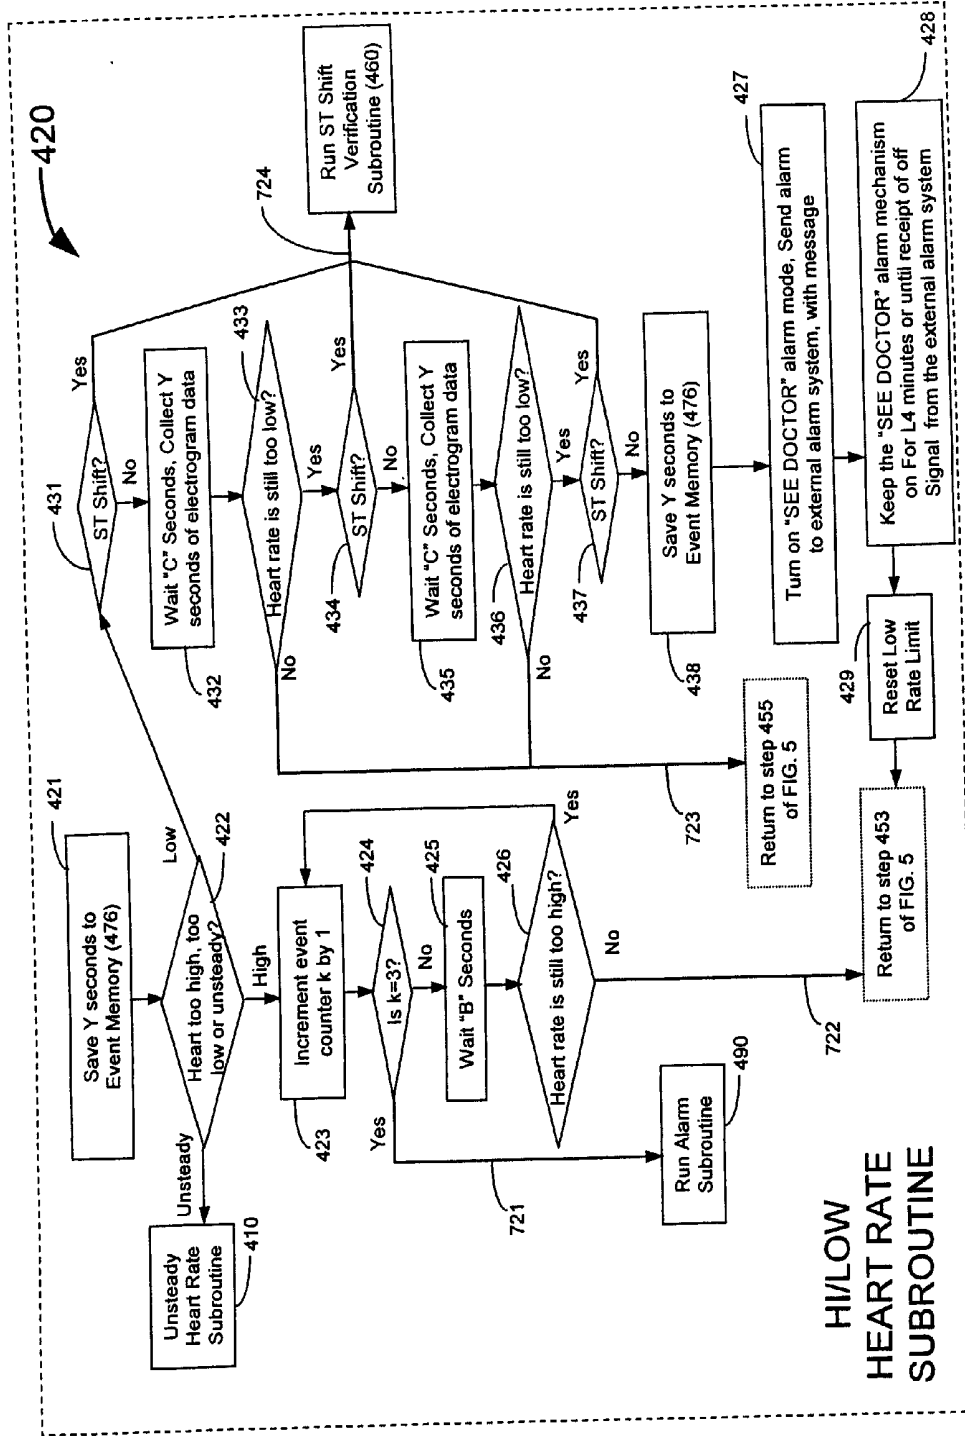 420
421
Save Y seconds to
Event Memory (476)
Heart too high, too
low or unsteady?
422
Unsteady
Low
High
Unsteady
Heart Rate
Subroutine
410
Increment event
counter k by 1
423
Is k=3?
424
Yes
No
Wait "B" Seconds
425
Heart rate is still too high?
426
Yes
No
721
Run Alarm
Subroutine
490
722
Return to step 453
of FIG. 5
431
ST Shift?
Yes
No
Wait "C" Seconds, Collect Y
seconds of electrogram data
432
Heart rate is still too low?
433
No
Yes
ST Shift?
434
Yes
No
Wait "C" Seconds, Collect Y
seconds of electrogram data
435
Heart rate is still too low?
436
No
Yes
ST Shift?
437
Yes
No
724
Run ST Shift
Verification
Subroutine (460)
Save Y seconds to
Event Memory (476)
438
723
Return to step 455
of FIG. 5
Turn on "SEE DOCTOR" alarm mode, Send alarm
to external alarm system, with message
427
Keep the "SEE DOCTOR" alarm mechanism
on For L4 minutes or until receipt of off
Signal from the external alarm system
428
Reset Low
Rate Limit
429
HI/LOW
HEART RATE
SUBROUTINE